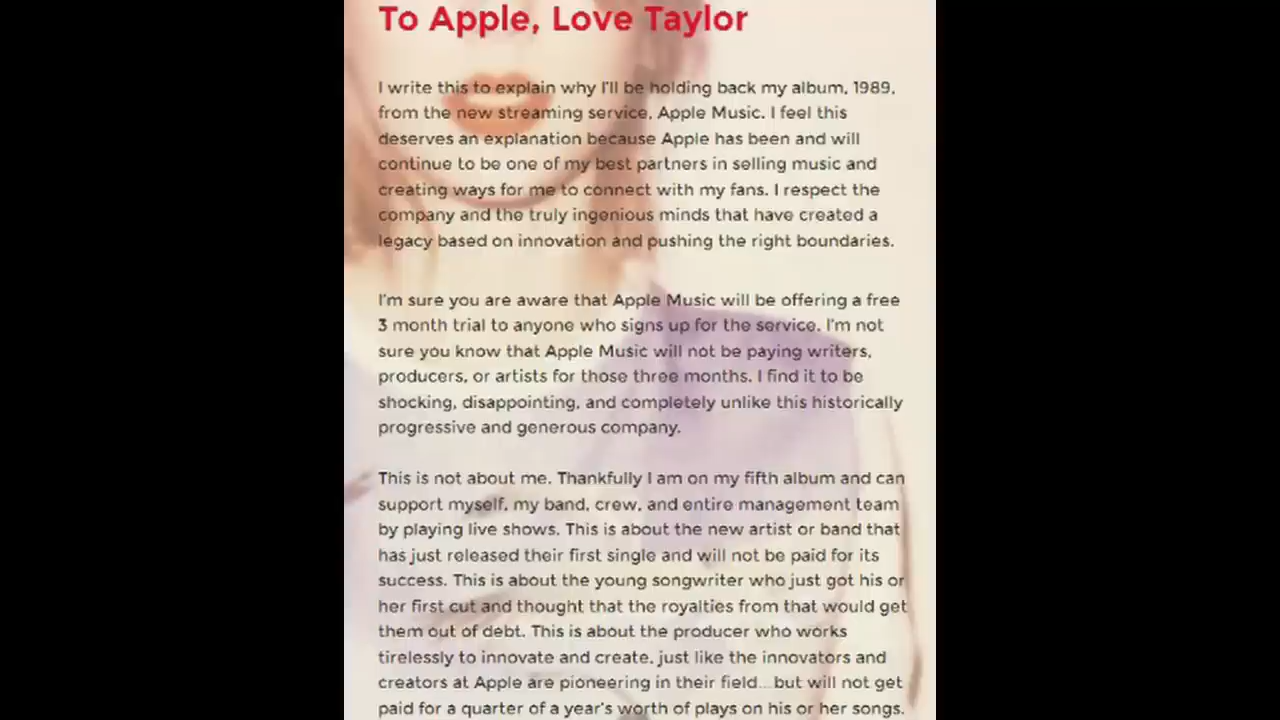 To Apple, Love Taylor
I write this to explain why I'll be holding back my album, 1989,
from the new streaming service, Apple Music. I feel this
deserves an explanation because Apple has been and will
continue to be one of my best partners in selling music and
creating ways for me to connect with my fans. I respect the
company and the truly ingenious minds that have created a
legacy based on innovation and pushing the right boundaries.
I'm sure you are aware that Apple Music will be offering a free
3 month trial to anyone who signs up for the service. I'm not
sure you know that Apple Music will not be paying writers,
producers, or artists for those three months. I find it to be
shocking, disappointing, and completely unlike this historically
progressive and generous company.
This is not about me. Thankfully I am on my fifth album and can
support myself, my band, crew, and entire management team
by playing live shows. This is about the new artist or band that
has just released their first single and will not be paid for its
success. This is about the young songwriter who just got his or
her first cut and thought that the royalties from that would get
them out of debt. This is about the producer who works
tirelessly to innovate and create, just like the innovators and
creators at Apple are pioneering in their field...but will not get
paid for a quarter of a year's worth of plays on his or her songs.